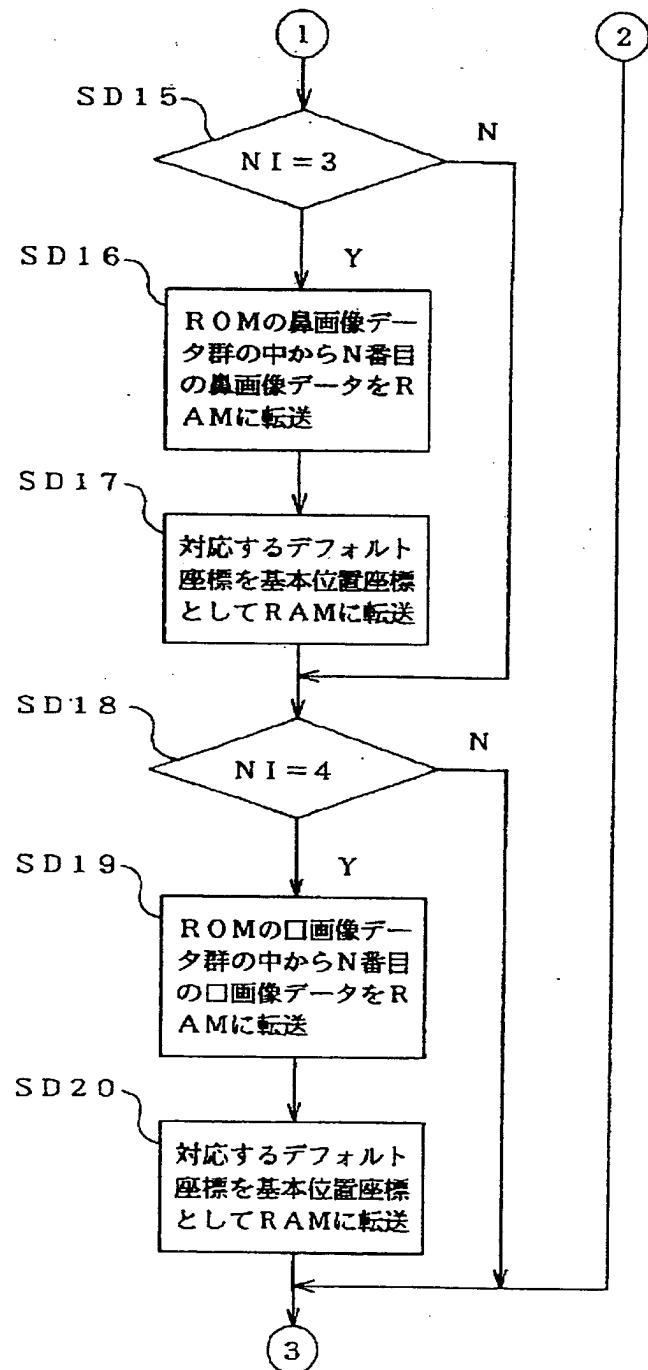 1
2
SD15
N
NI=3
Y
SD16
ROMの鼻画像デー
タ群の中からN番目
の鼻画像データをR
AMに転送
SD17
対応するデフォルト
座標を基本位置座標
としてRAMに転送
SD18
N
NI=4
Y
SD19
ROMの口画像デー
タ群の中からN番目
の口画像データをR
AMに転送
SD20
対応するデフォルト
座標を基本位置座標
としてRAMに転送
3